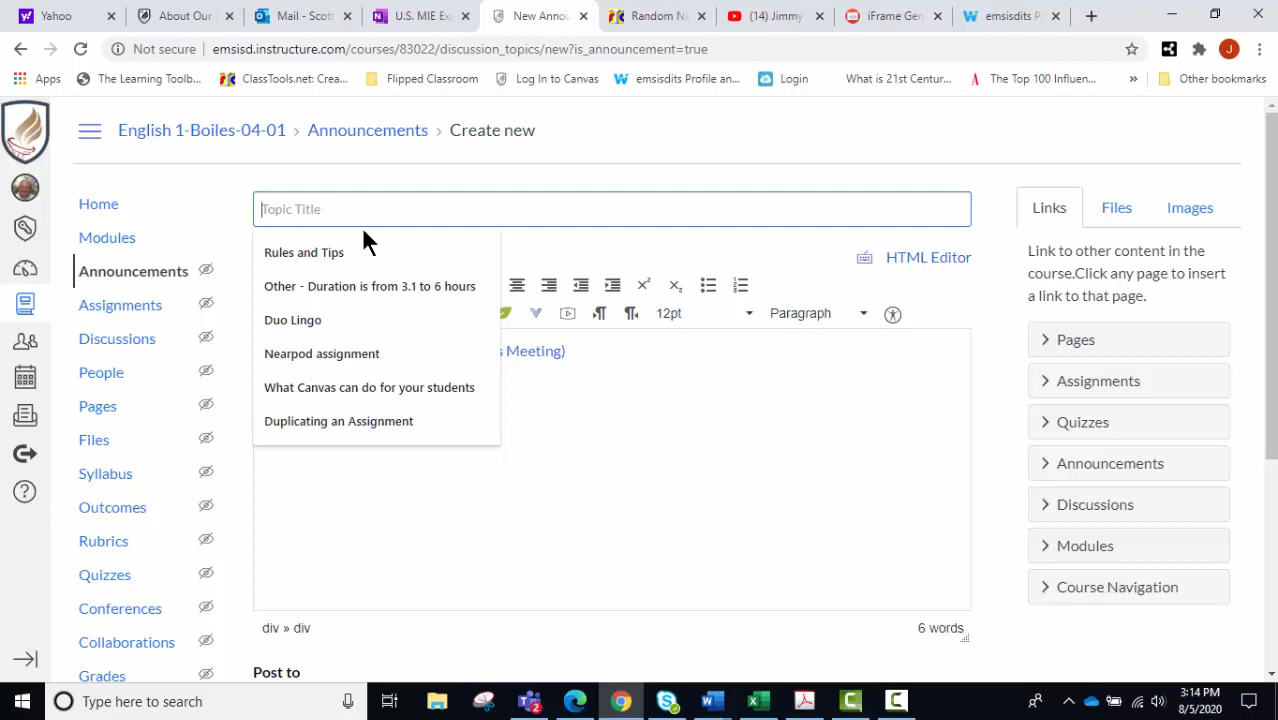 Yahoo
About Our
Mail - Scott
U.S. MIE Exp
New Annou
Random Na
(14) Jimmy
iFrame Gen
emsisdits P
Not secure
emsisd.instructure.com/courses/83022/discussion_topics/new?is_announcement=true
J
Apps
The Learning Toolb...
ClassTools.net: Crea...
Flipped Classroom
Log In to Canvas
emsisdits Profile an...
Login
What is 21st Centur...
The Top 100 Influen...
»
Other bookmarks
English 1-Boiles-04-01 › Announcements › Create new
Home
Modules
Announcements
Assignments
Discussions
People
Pages
Files
Syllabus
Outcomes
Rubrics
Quizzes
Conferences
Collaborations
Grades
Topic Title
Rules and Tips
Other - Duration is from 3.1 to 6 hours
Duo Lingo
Nearpod assignment
What Canvas can do for your students
Duplicating an Assignment
HTML Editor
12pt
Paragraph
s Meeting)
div » div
6 words
Post to
Links
Files
Images
Link to other content in the
course.Click any page to insert
a link to that page.
Pages
Assignments
Quizzes
Announcements
Discussions
Modules
Course Navigation
Type here to search
3:14 PM
8/5/2020